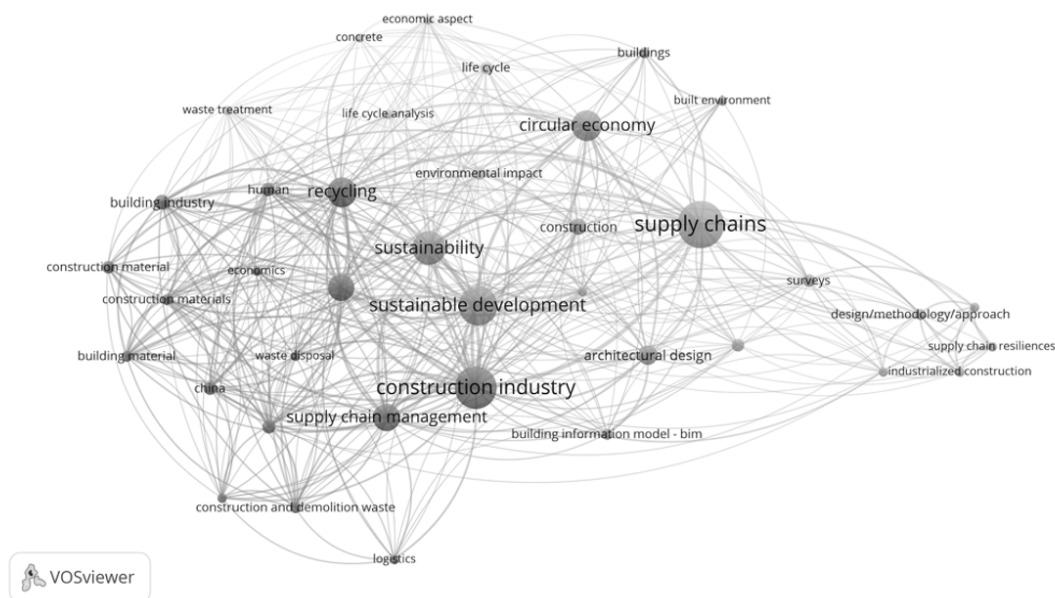 economic aspect
concrete
buildings
life cycle
built environment
waste treatment
life cycle analysis
circular economy
environmental impact
human
recycling
building industry
supply chains
construction
sustainability
construction material
economics
surveys
construction materials
sustainable development
design/methodology/approach
supply chain resiliences
building material
waste disposal
architectural design
industrialized construction
china
construction industry
supply chain management
building information model - bim
construction and demolition waste
logistics
VOSviewer